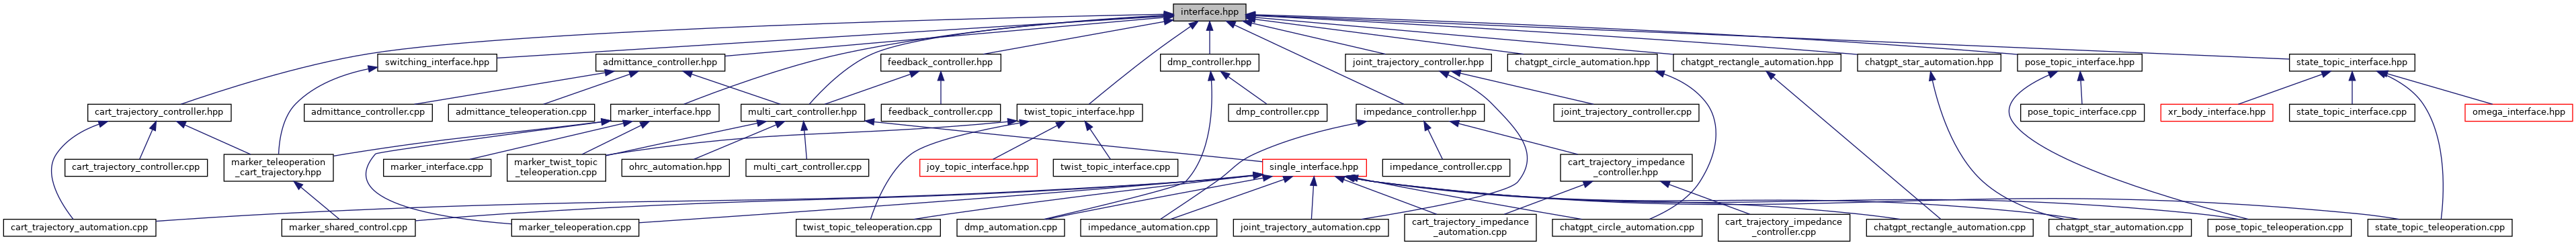 interface.hpp
switching_interface.hpp
admittance_controller.hpp
feedback_controller.hpp
dmp_controller.hpp
joint_trajectory_controller.hpp
chatgpt_circle_automation.hpp
chatgpt_rectangle_automation.hpp
chatgpt_star_automation.hpp
pose_topic_interface.hpp
state_topic_interface.hpp
cart_trajectory_controller.hpp
admittance_controller.cpp
admittance_teleoperation.cpp
marker_interface.hpp
multi_cart_controller.hpp
feedback_controller.cpp
twist_topic_interface.hpp
dmp_controller.cpp
impedance_controller.hpp
joint_trajectory_controller.cpp
pose_topic_interface.cpp
xr_body_interface.hpp
state_topic_interface.cpp
omega_interface.hpp
cart_trajectory_controller.cpp
marker_teleoperation
_cart_trajectory.hpp
marker_interface.cpp
marker_twist_topic
_teleoperation.cpp
ohrc_automation.hpp
multi_cart_controller.cpp
joy_topic_interface.hpp
twist_topic_interface.cpp
single_interface.hpp
impedance_controller.cpp
cart_trajectory_impedance
_controller.hpp
cart_trajectory_automation.cpp
marker_shared_control.cpp
marker_teleoperation.cpp
twist_topic_teleoperation.cpp
dmp_automation.cpp
impedance_automation.cpp
joint_trajectory_automation.cpp
cart_trajectory_impedance
_automation.cpp
chatgpt_circle_automation.cpp
cart_trajectory_impedance
_controller.cpp
chatgpt_rectangle_automation.cpp
chatgpt_star_automation.cpp
pose_topic_teleoperation.cpp
state_topic_teleoperation.cpp